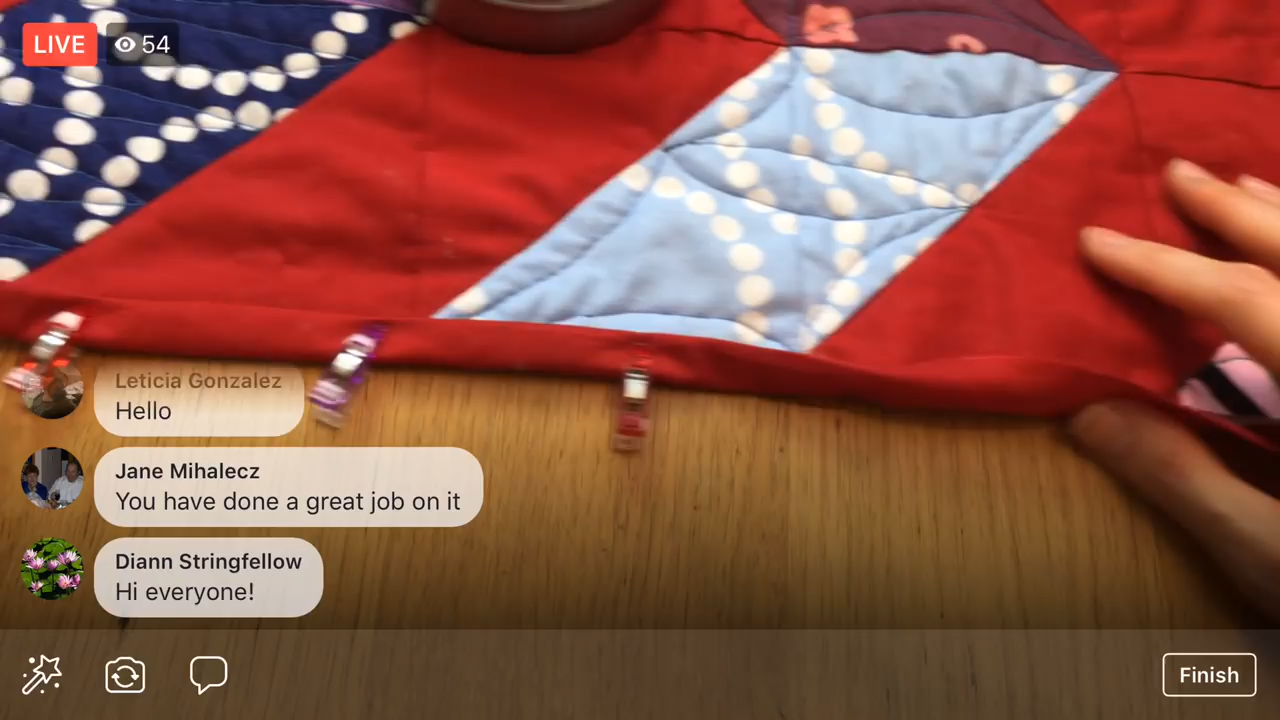 LIVE 54
Leticia Gonzalez
Hello
Jane Mihalecz
You have done a great job on it
Diann Stringfellow
Hi everyone!
Finish